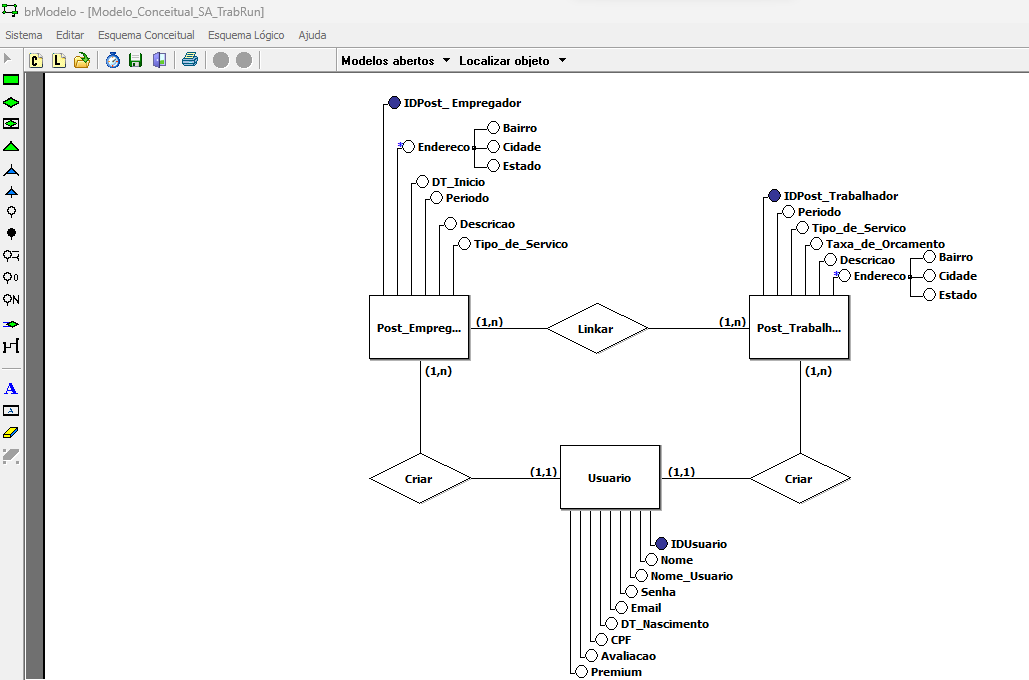 brModelo - [Modelo_Conceitual_SA_TrabRun]
Sistema Editar Esquema Conceitual Esquema Lógico Ajuda
C L Modelos abertos Localizar objeto
IDPost_ Empregador
Bairro
* Endereco Cidade
Estado
DT_Inicio
Periodo
Descricao
Tipo_de_Servico
IDPost_Trabalhador
Periodo
Tipo_de_Servico
Taxa_de_Orcamento
Descricao
Bairro
* Endereco Cidade
Estado
Post_Empreg... (1,n) Linkar (1,n) Post_Trabalh...
(1,n) (1,n)
Criar (1,1) Usuario (1,1) Criar
IDUsuario
Nome
Nome_Usuario
Senha
Email
DT_Nascimento
CPF
Avaliacao
Premium
0
N
A
A